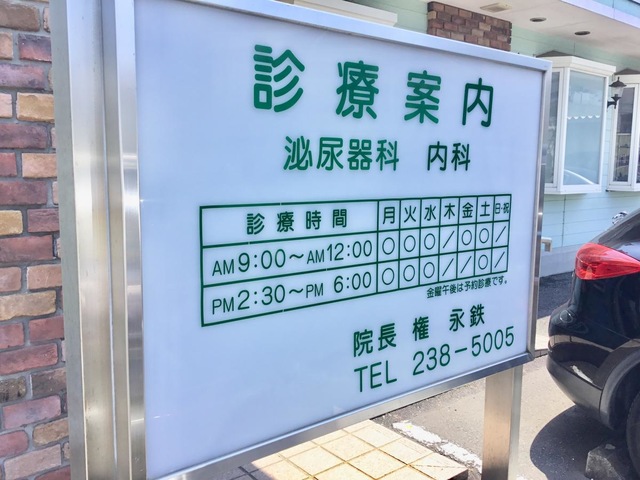 診療案内
泌尿器科 内科
診療時間 月 火 水 木 金 土 日・祝
AM 9:00～AM 12:00 ○ ○ ○ / ○ ○ /
PM 2:30～PM 6:00 ○ ○ ○ / ○ ○ /
金曜午後は予約診療です。
院長 権 永鉄
TEL 238-5005